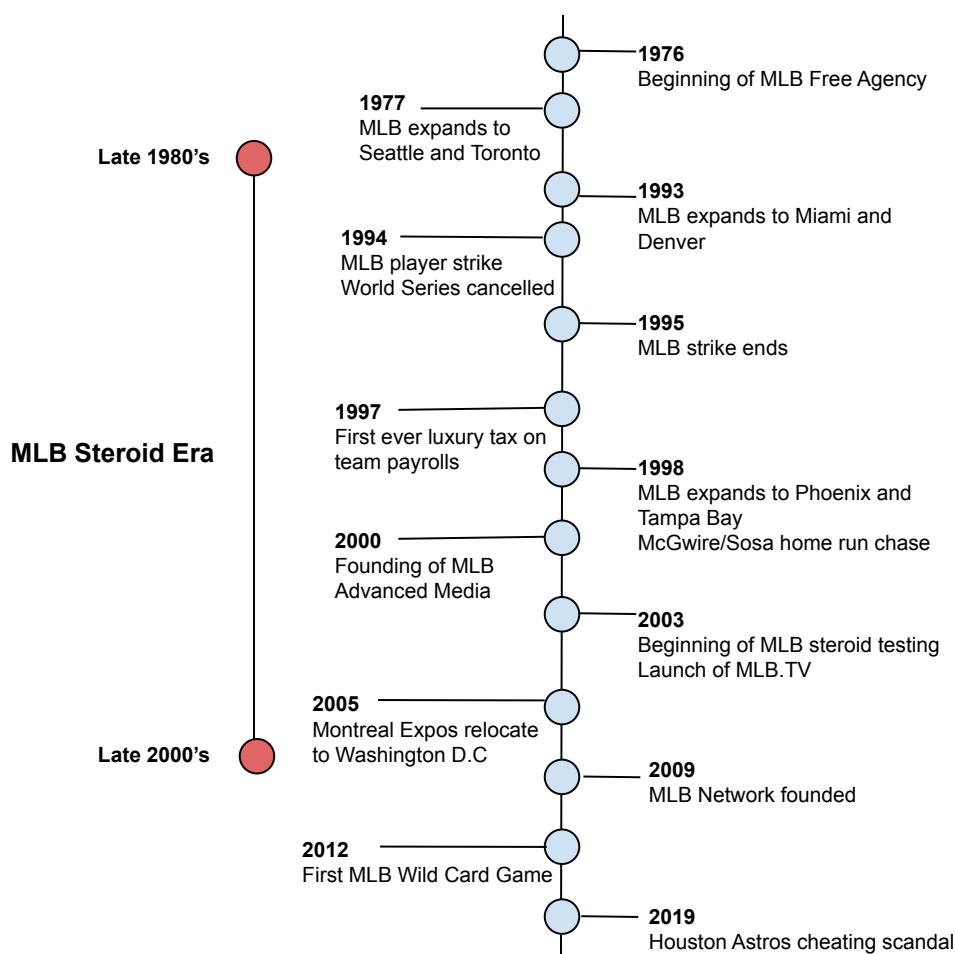 1976
Beginning of MLB Free Agency
1977
MLB expands to
Seattle and Toronto
Late 1980's
1993
MLB expands to Miami and
Denver
1994
MLB player strike
World Series cancelled
1995
MLB strike ends
1997
First ever luxury tax on
team payrolls
MLB Steroid Era
1998
MLB expands to Phoenix and
Tampa Bay
McGwire/Sosa home run chase
2000
Founding of MLB
Advanced Media
2003
Beginning of MLB steroid testing
Launch of MLB.TV
2005
Montreal Expos relocate
to Washington D.C
Late 2000's
2009
MLB Network founded
2012
First MLB Wild Card Game
2019
Houston Astros cheating scandal